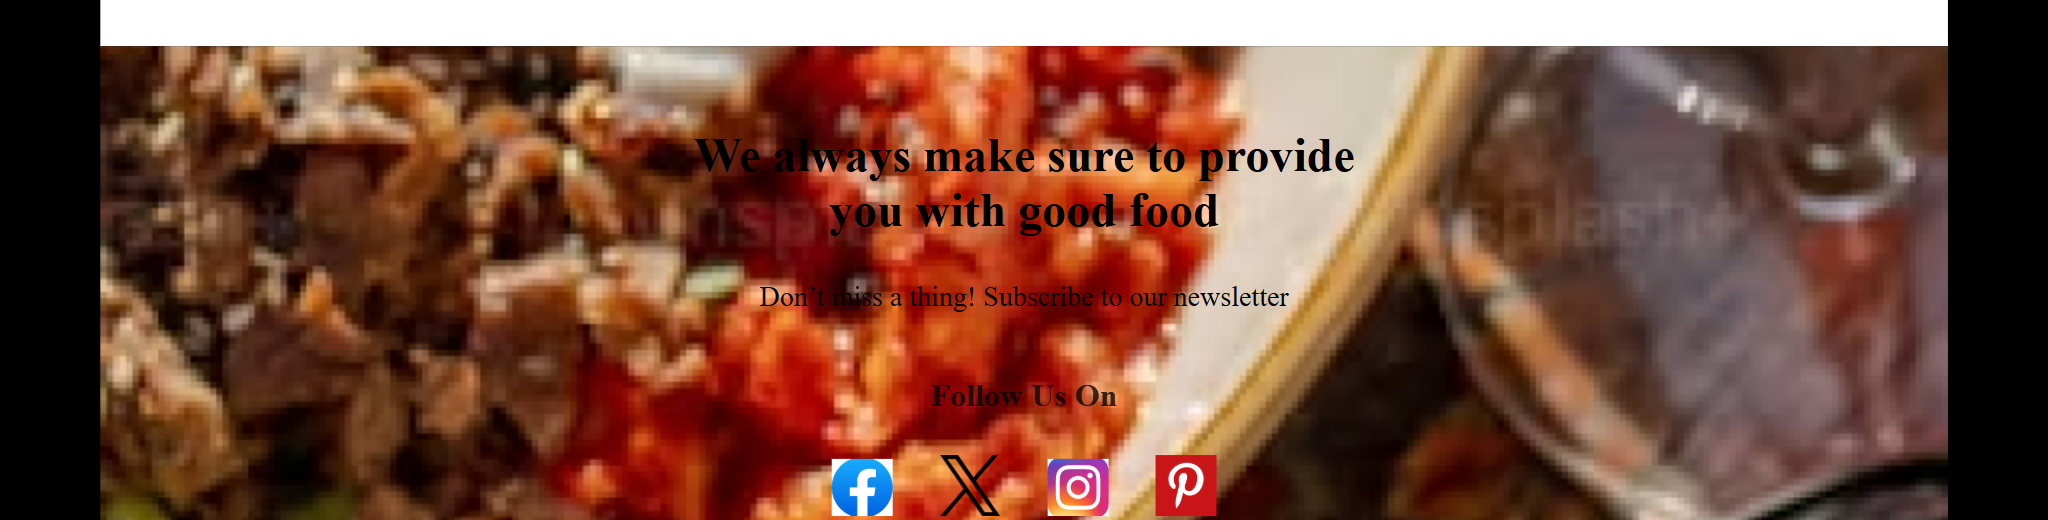 We always make sure to provide
you with good food
Don't miss a thing! Subscribe to our newsletter
Follow Us On